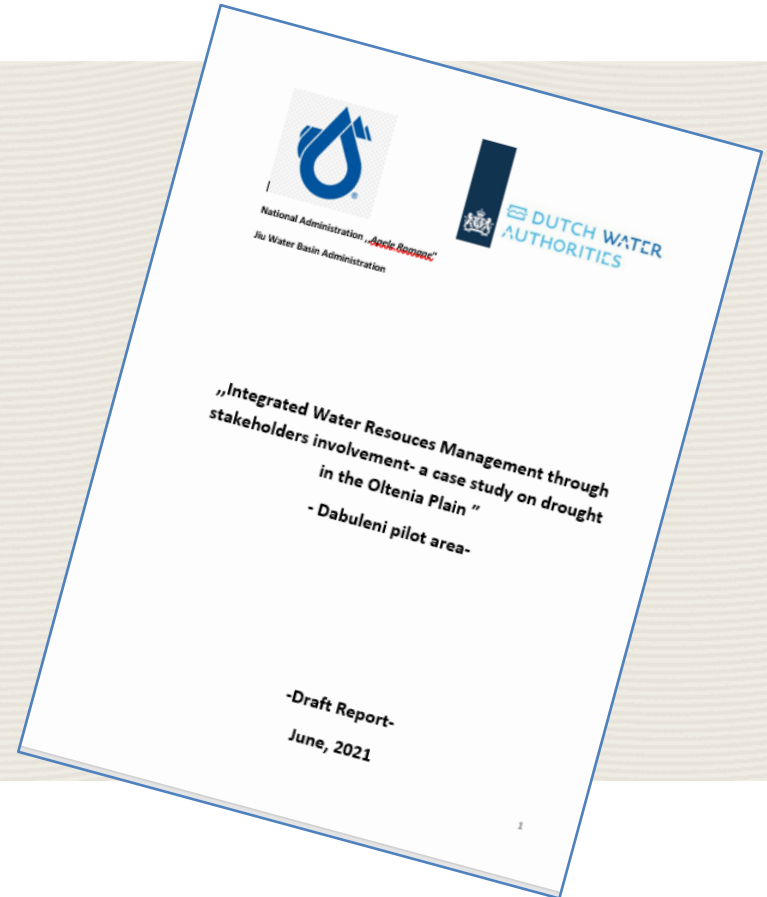 ®
National Administration ,,Apele Romane"
Jiu Water Basin Administration
DUTCH WATER
AUTHORITIES
,,Integrated Water Resouces Management through
stakeholders involvement- a case study on drought
in the Oltenia Plain ”
- Dabuleni pilot area-
-Draft Report-
June, 2021
1